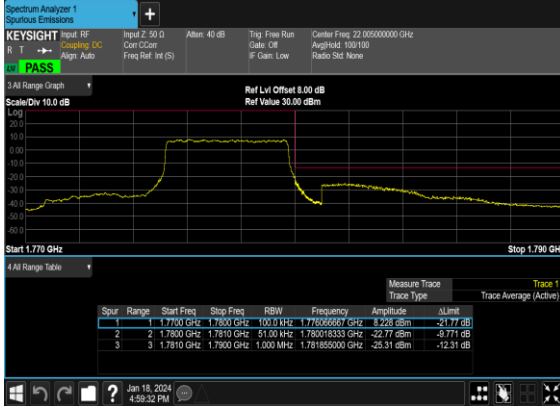 Spectrum Analyzer 1
Spurious Emissions
+
KEYSIGHT Input: RF Input Z: 50 Ω Atten: 40 dB Trig: Free Run Center Freq: 22.005000000 GHz
R T Coupling: DC Corr CCorr Gate: Off Avg|Hold: 100/100
Align: Auto Freq Ref: Int (S) IF Gain: Low Radio Std: None
LXI PASS
3 All Range Graph Ref Lvl Offset 8.00 dB
Scale/Div 10.0 dB Ref Value 30.00 dBm
Log
20.0
10.0
0.00
-10.0
-20.0
-30.0
-40.0
-50.0
-60.0
Start 1.770 GHz Stop 1.790 GH
4 All Range Table
Measure Trace Trace 1
Trace Type Trace Average (Active)
Spur Range Start Freq Stop Freq RBW Frequency Amplitude ΔLimit
1 1 1.7700 GHz 1.7800 GHz 100.0 kHz 1.776066667 GHz 8.228 dBm -21.77 dB
2 2 1.7800 GHz 1.7810 GHz 51.00 kHz 1.780018333 GHz -22.77 dBm -9.771 dB
3 3 1.7810 GHz 1.7900 GHz 1.000 MHz 1.781855000 GHz -25.31 dBm -12.31 dB
? Jan 18, 2024
4:59:32 PM